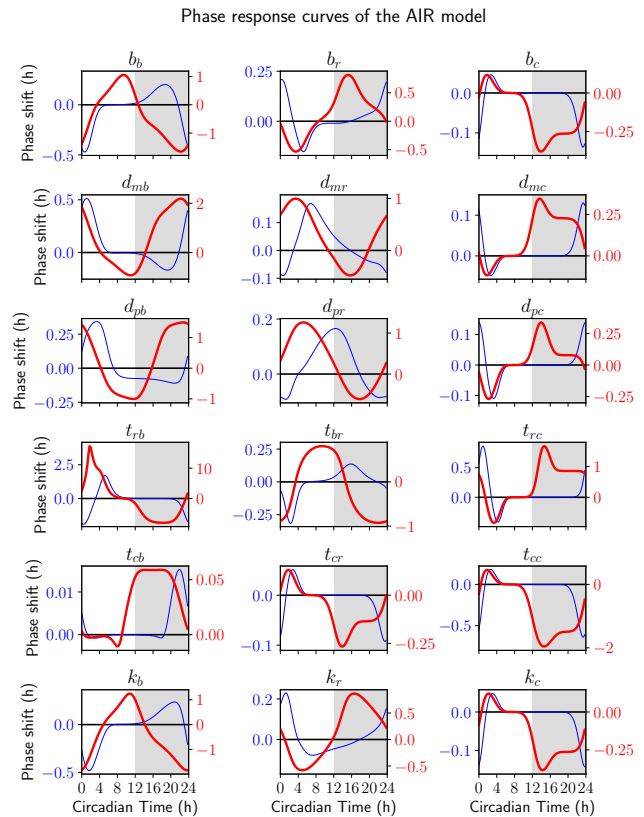 Phase response curves of the AIR model
b_b b_r b_c
Phase shift (h) 0.0 −0.5 1 0 −1 0.25 0.00 0.5 0.0 −0.5 0.0 −0.1 0.00 −0.25
d_mb d_mr d_mc
Phase shift (h) 0.5 0.0 2 0 0.1 0.0 −0.1 1 0 0.1 0.0 0.25 0.00
d_pb d_pr d_pc
Phase shift (h) 0.25 0.00 −0.25 1 0 −1 0.2 0.0 1 0 0.1 0.0 −0.1 0.25 0.00 −0.25
t_rb t_br t_rc
Phase shift (h) 2.5 0.0 10 0 0.25 0.00 −0.25 0 −1 0.5 0.0 1 0
t_cb t_cr t_cc
Phase shift (h) 0.01 0.00 0.05 0.00 0.0 −0.1 0.00 −0.25 0.0 −0.5 0 −2
k_b k_r k_c
Phase shift (h) 0.0 −0.5 1 0 −1 0.2 0.0 0.5 0.0 −0.5 0.0 −0.1 0.00 −0.25
0 4 8 12 16 20 24 0 4 8 12 16 20 24 0 4 8 12 16 20 24
Circadian Time (h) Circadian Time (h) Circadian Time (h)